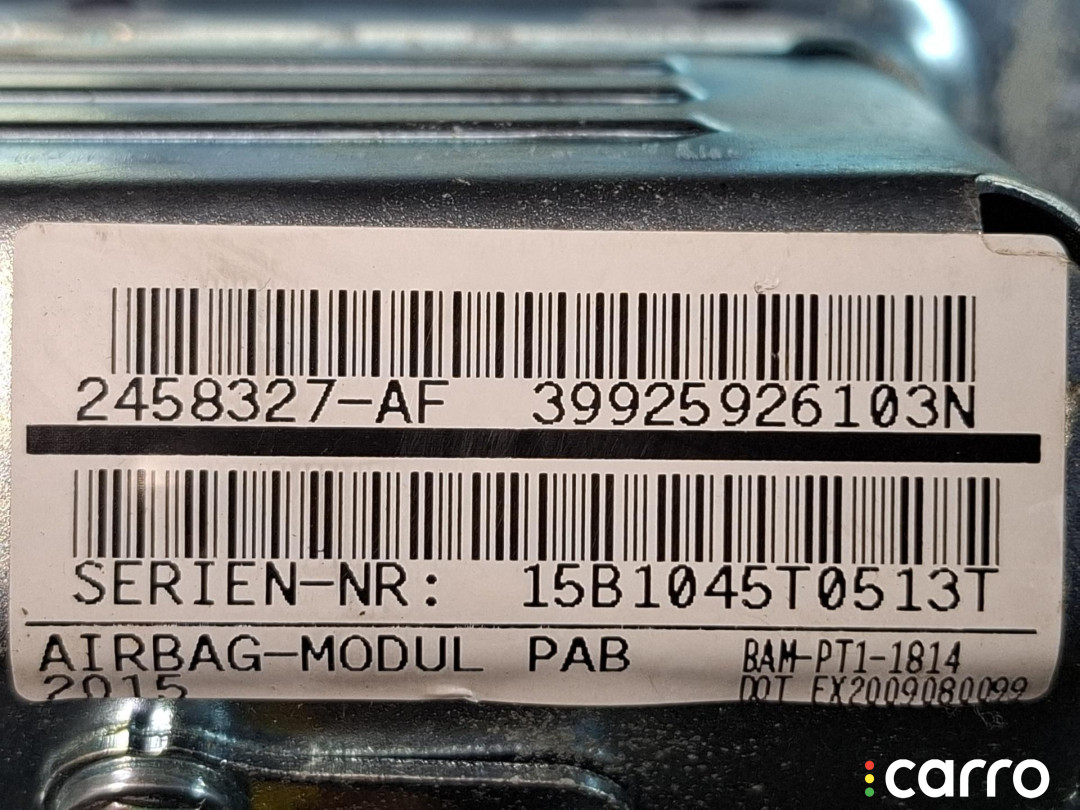 2458327-AF 39925926103N
SERIEN-NR: 15B1045T0513T
AIRBAG-MODUL PAB BAM-PT1-1814
2015 DOT EX2009080099
carro